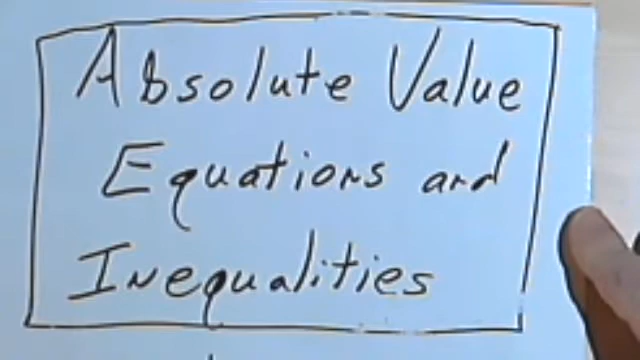 Absolute Value
Equations and
Inequalities